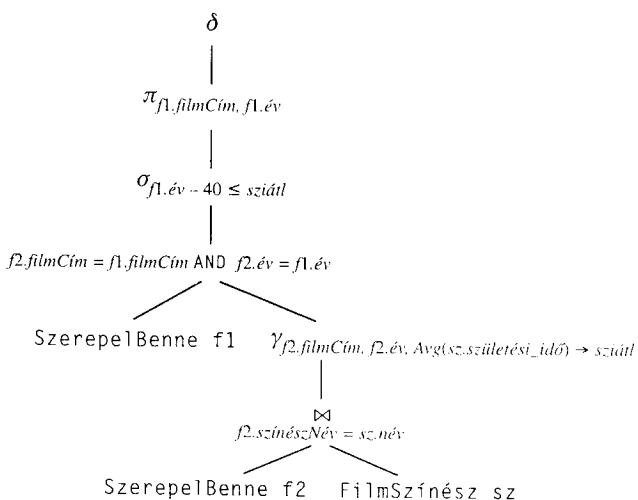 δ
π f1.filmCím, f1.év
σ f1.év – 40 ≤ sziátl
f2.filmCím = f1.filmCím AND f2.év = f1.év
SzerepelBenne f1 γ f2.filmCím, f2.év, Avg(sz.születési_idő) → sziátl
⋈
f2.színészNév = sz.név
SzerepelBenne f2 FilmSzínész sz